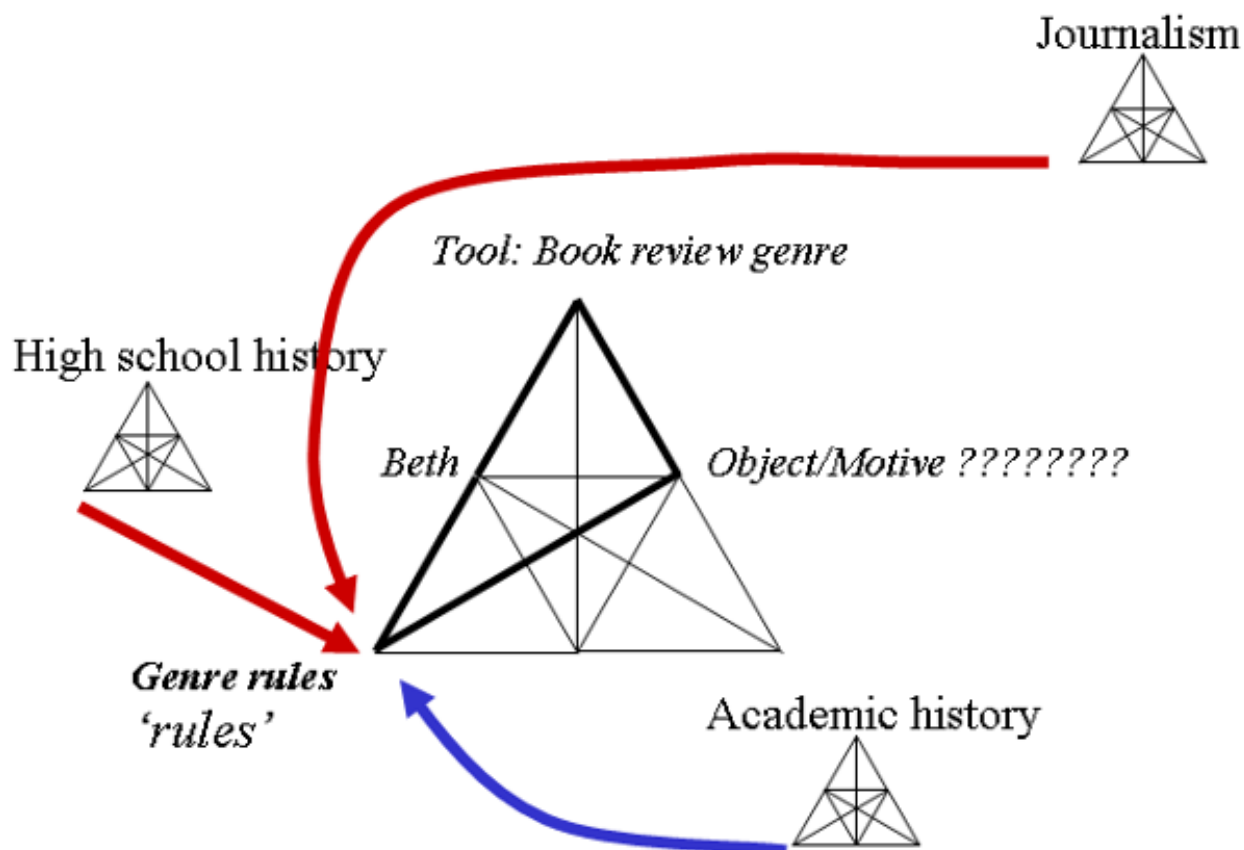 Journalism
Tool: Book review genre
High school history
Beth
Object/Motive ????????
Genre rules
‘rules’
Academic history